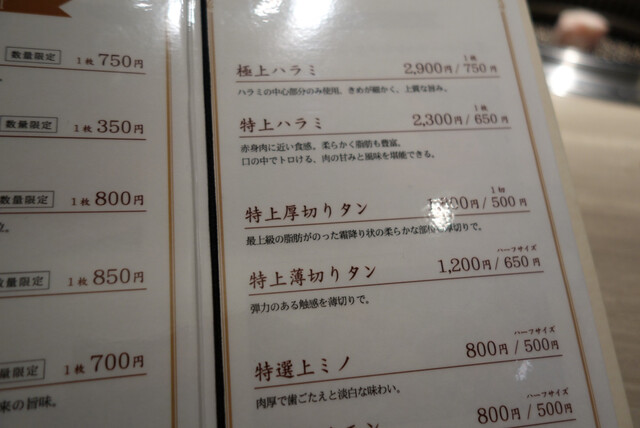 数量限定 1枚 750円
数量限定 1枚 350円
数量限定 1枚 800円
数量限定 1枚 850円
数量限定 1枚 700円
来の旨味。
極上ハラミ 2,900円/1枚750円
ハラミの中心部分のみ使用、きめが細かく、上質な旨み。
特上ハラミ 2,300円/1枚650円
赤身肉に近い食感、柔らかく脂肪も豊富。
口の中でトロける、肉の甘みと風味を堪能できる。
特上厚切りタン 円/1切500円
最上級の脂肪がのった霜降り状の柔らかな部位を厚切りで。
特上薄切りタン 1,200円/ハーフサイズ650円
弾力のある触感を薄切りで。
特選上ミノ 800円/ハーフサイズ500円
肉厚で歯ごたえと淡白な味わい。
800円/ハーフサイズ500円